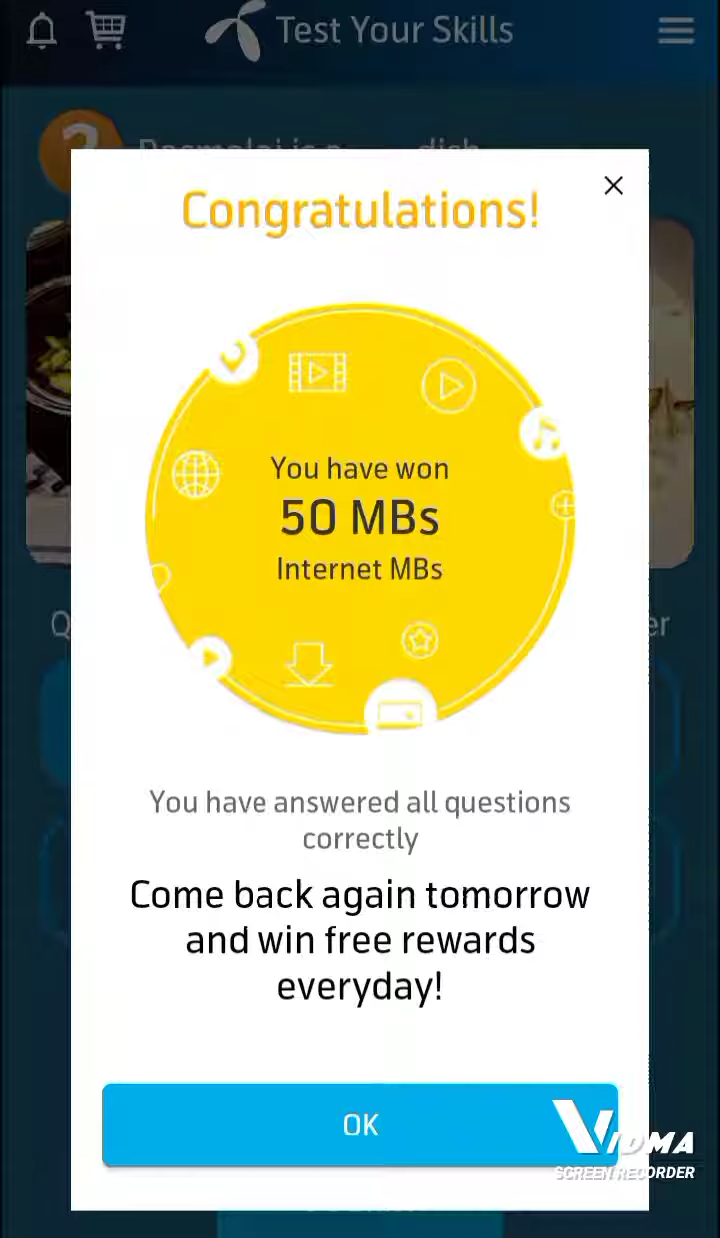 Test Your Skills
Congratulations!
You have won
50 MBs
Internet MBs
You have answered all questions
correctly
Come back again tomorrow
and win free rewards
everyday!
OK
VIDMA
SCREEN RECORDER